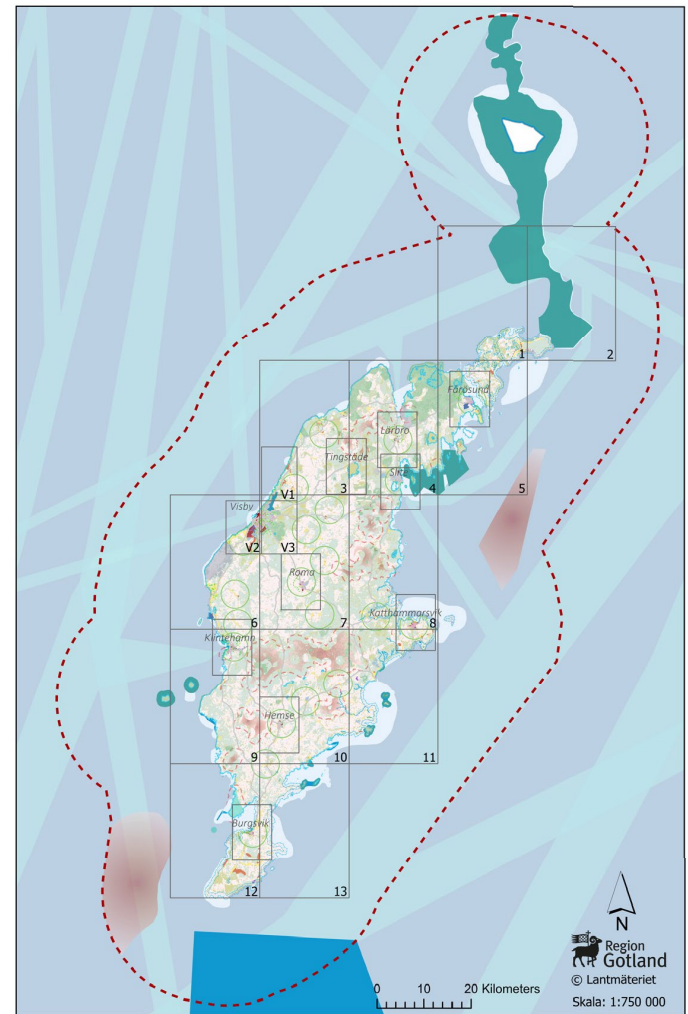 1
2
Fårösund
Lärbro
Tingstäde
Slite
V1
3
4
5
Visby
V2
V3
Roma
Katthammarsvik
6
7
8
Klintehamn
Hemse
9
10
11
Burgsvik
12
13
N
Region
Gotland
© Lantmäteriet
0 10 20 Kilometers
Skala: 1:750 000